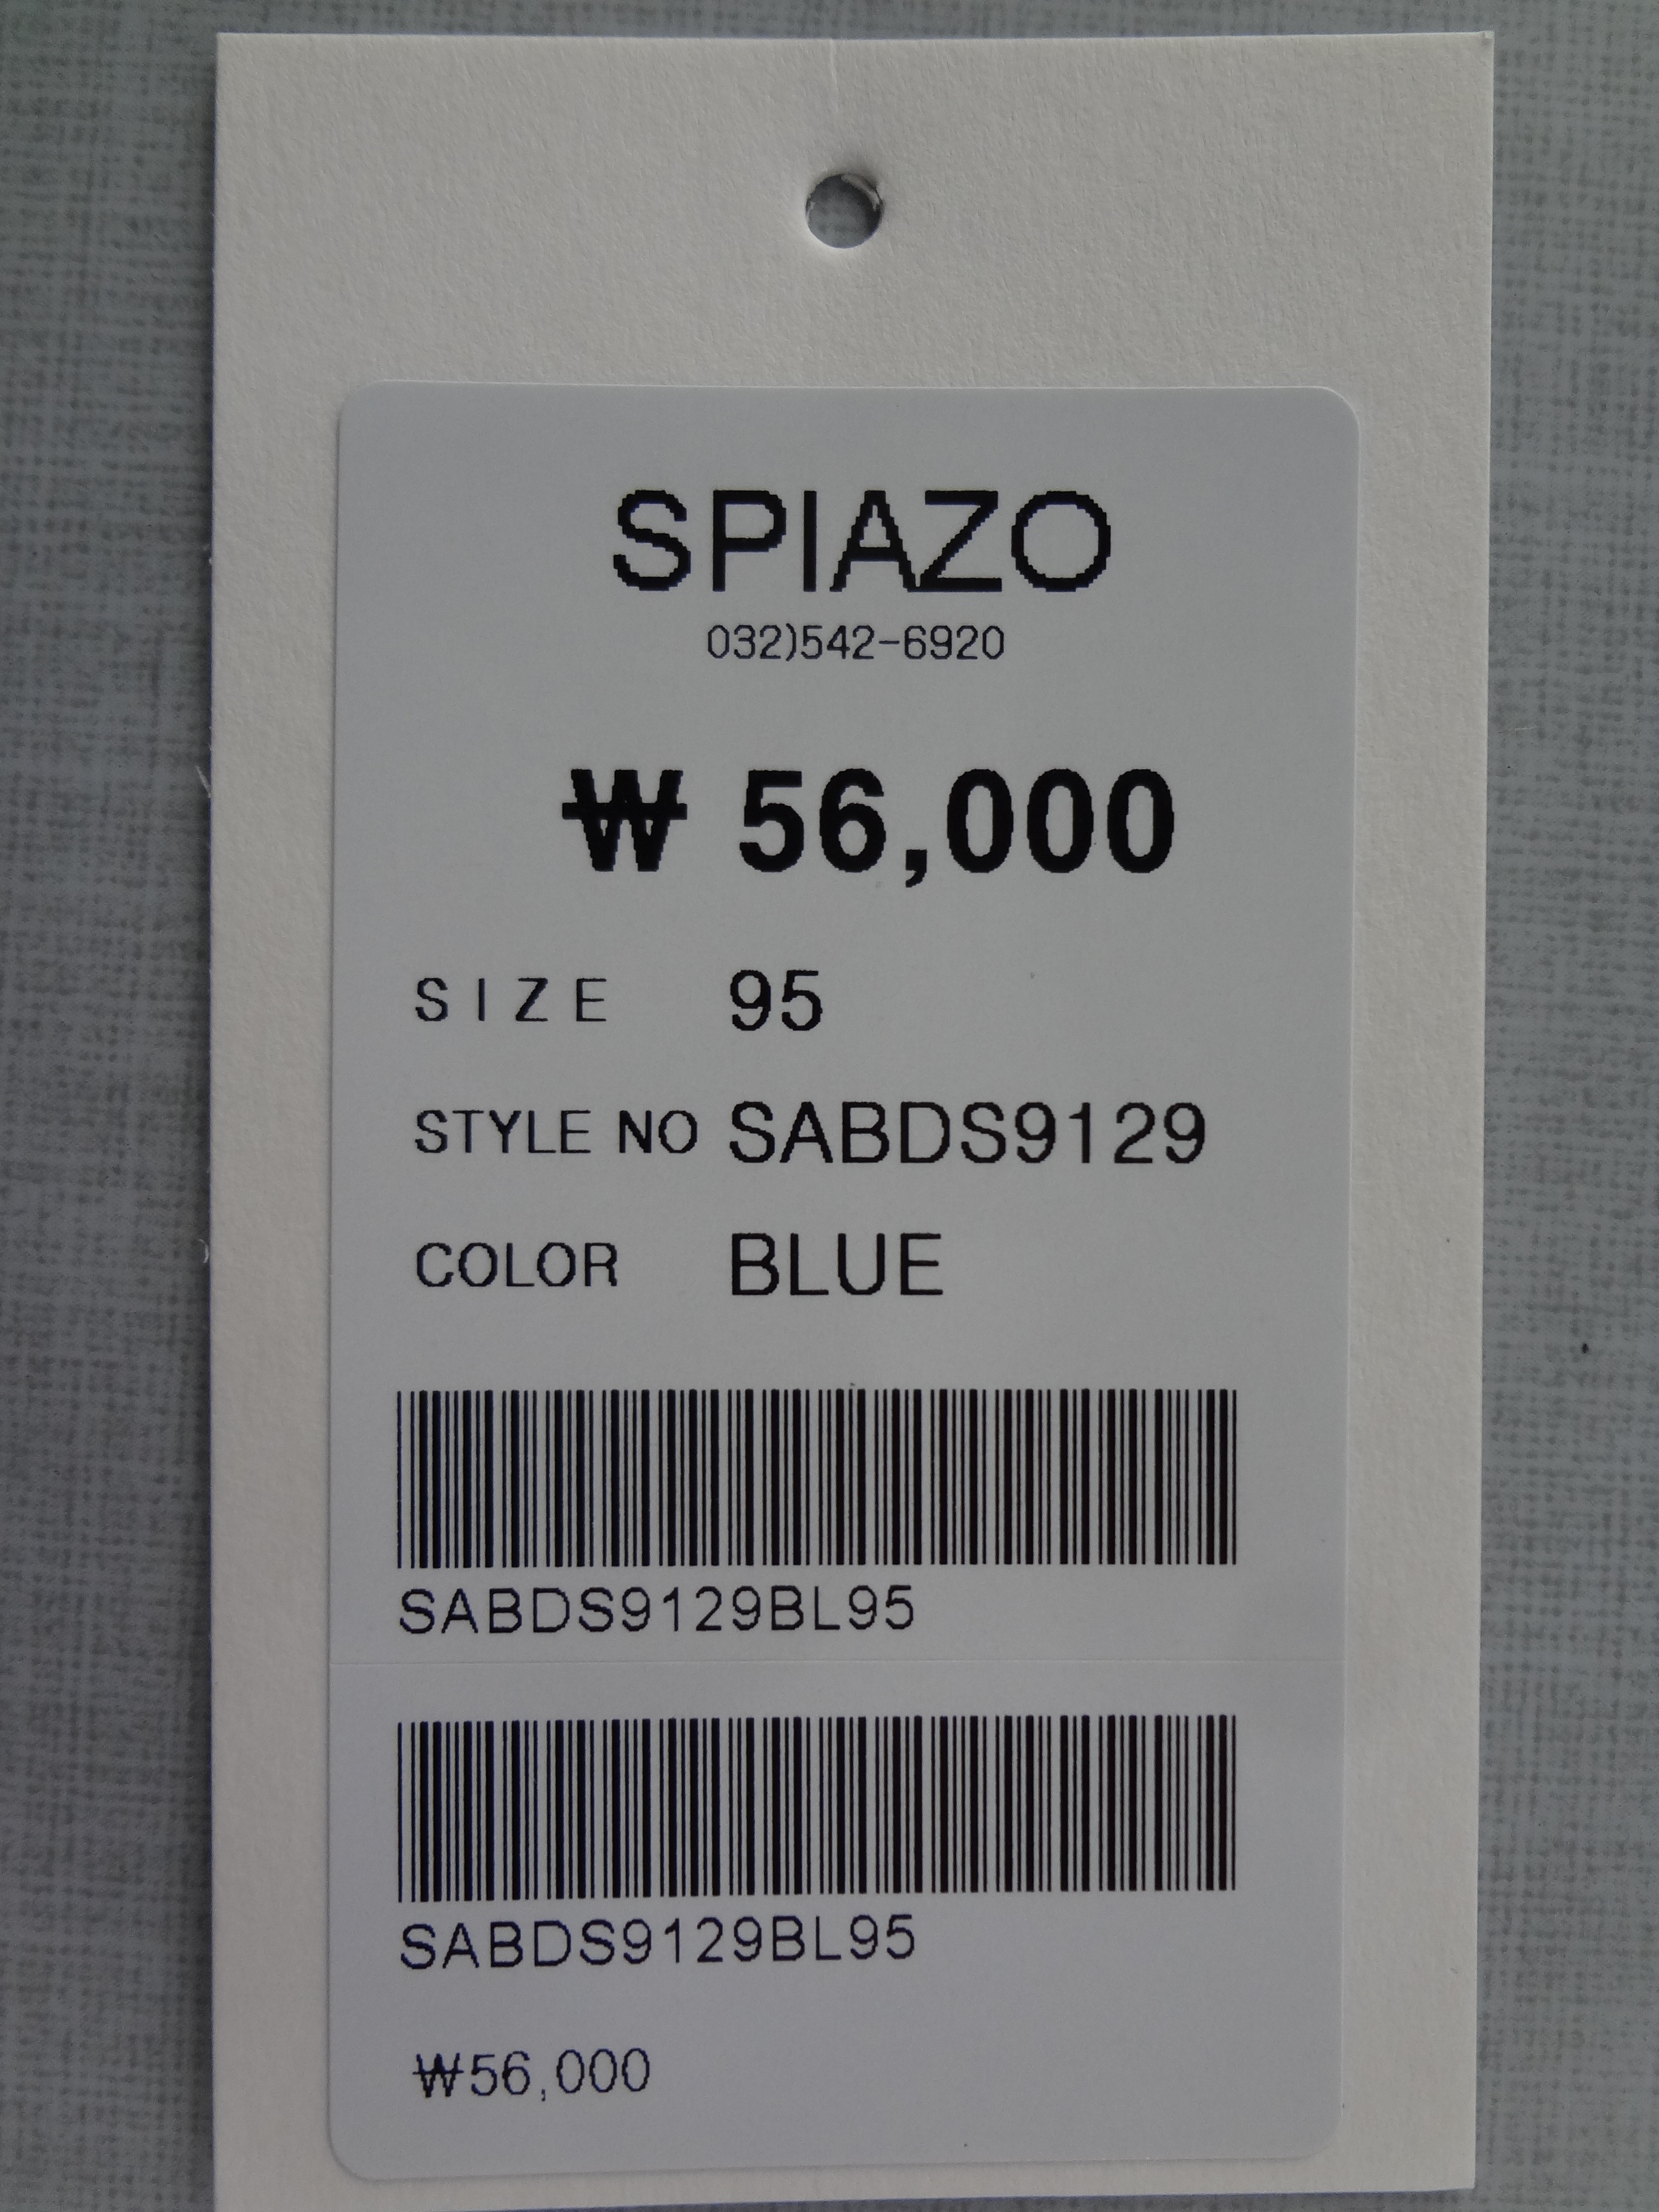 SPIAZO
032)542-6920
₩ 56,000
SIZE 95
STYLE NO SABDS9129
COLOR BLUE
SABDS9129BL95
SABDS9129BL95
₩56,000